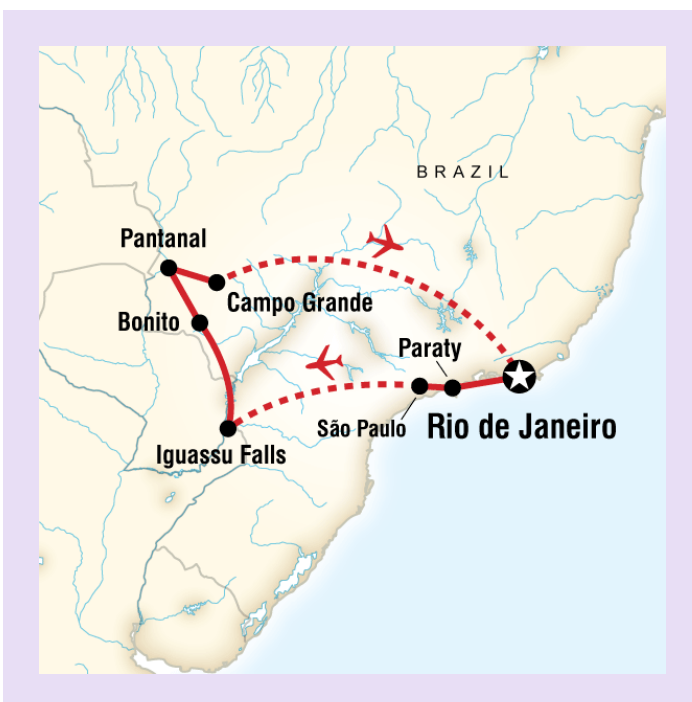 BRAZIL
Pantanal
Campo Grande
Bonito
Paraty
São Paulo
Rio de Janeiro
Iguassu Falls